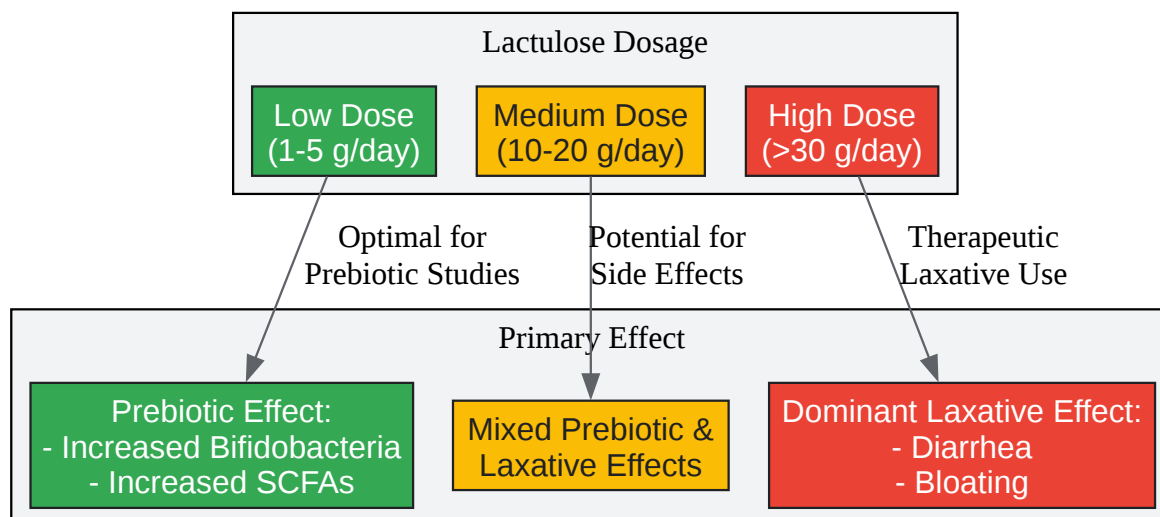 Lactulose Dosage
Low Dose
(1-5 g/day)
Medium Dose
(10-20 g/day)
High Dose
(>30 g/day)
Optimal for
Prebiotic Studies
Potential for
Side Effects
Therapeutic
Laxative Use
Primary Effect
Prebiotic Effect:
- Increased Bifidobacteria
- Increased SCFAs
Mixed Prebiotic &
Laxative Effects
Dominant Laxative Effect:
- Diarrhea
- Bloating